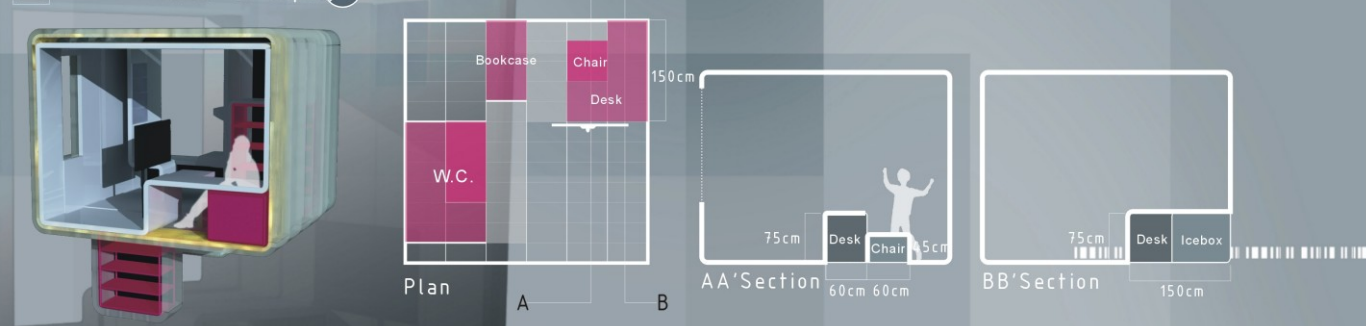 Bookcase
Chair
150cm
Desk
W.C.
Plan
A
B
75cm
Desk
Chair
45cm
AA'Section
60cm 60cm
75cm
Desk
Icebox
BB'Section
150cm